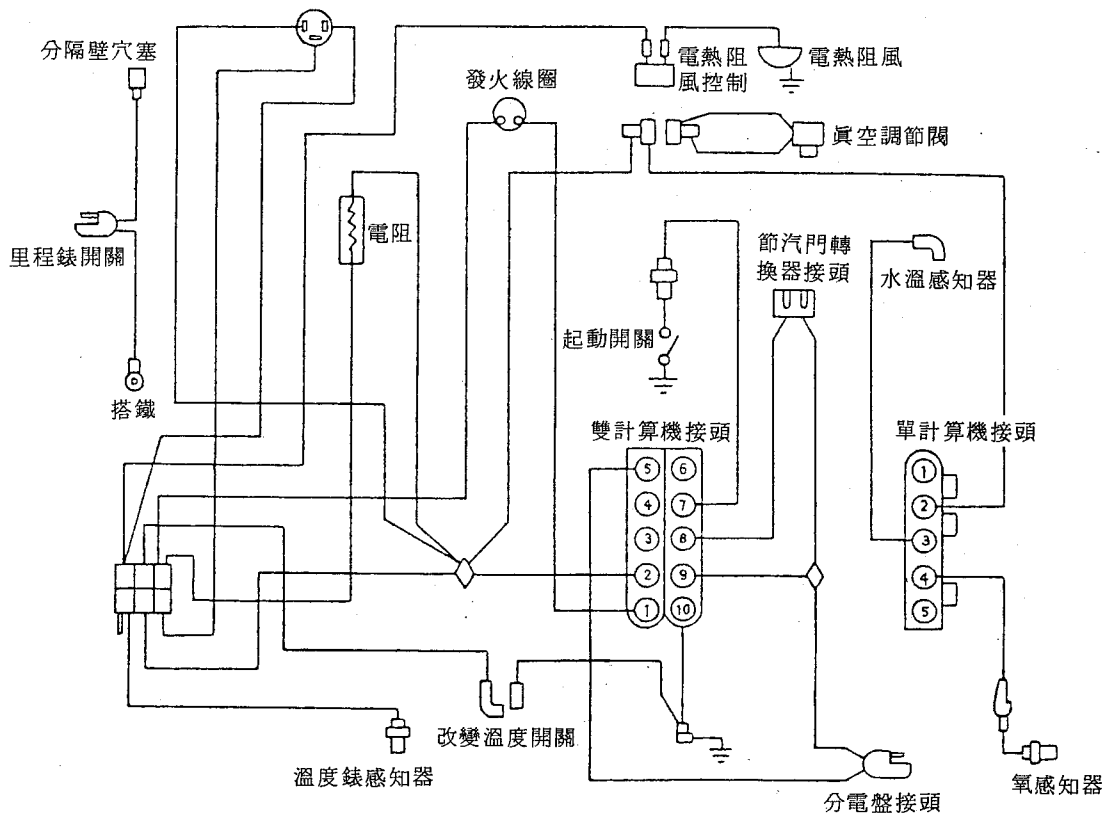 分隔壁穴塞
電熱阻
風控制
電熱阻風
發火線圈
眞空調節閥
電阻
里程錶開關
節汽門轉
換器接頭
水溫感知器
起動開關
搭鐵
雙計算機接頭
單計算機接頭
5
6
4
7
3
8
2
9
1
10
1
2
3
4
5
改變溫度開關
溫度錶感知器
分電盤接頭
氧感知器